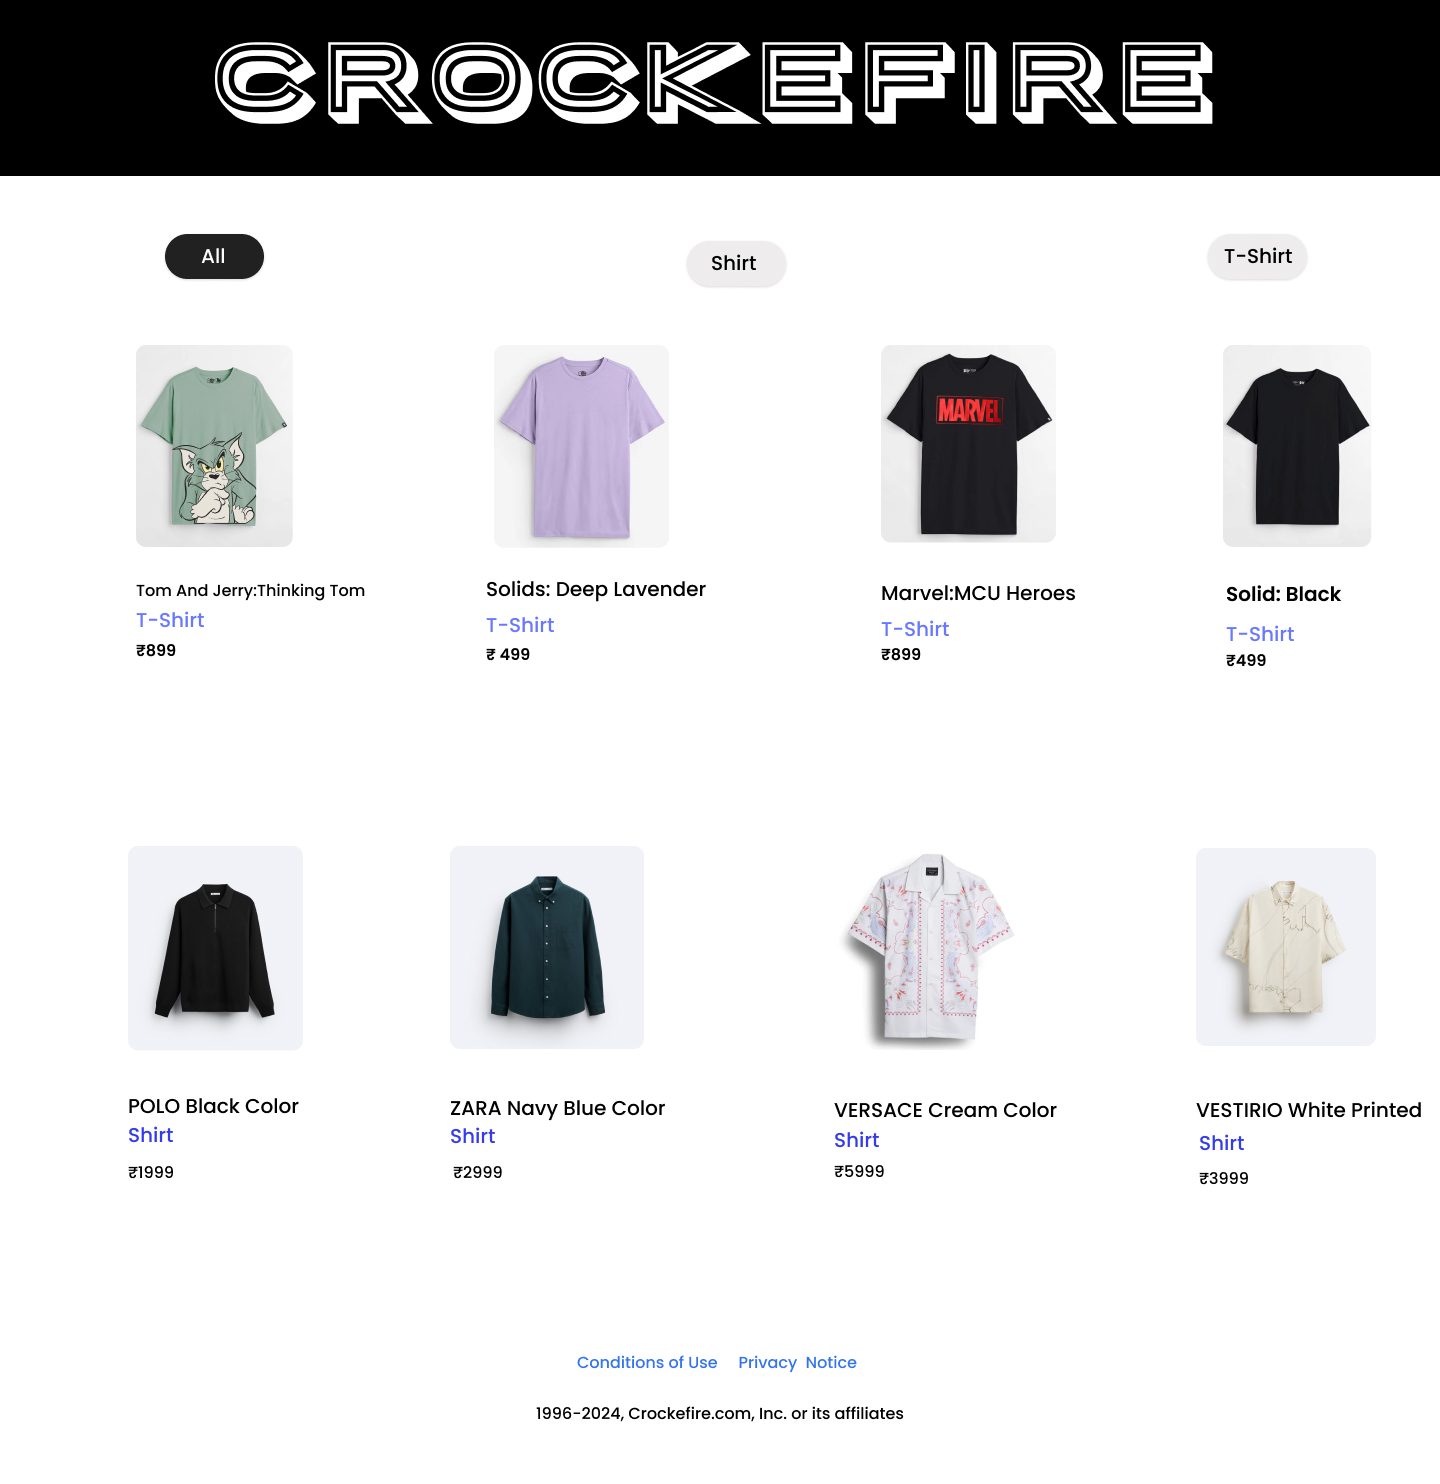 CROCKEFIRE
All
Shirt
T-Shirt
MARVEL
Tom And Jerry:Thinking Tom
T-Shirt
₹899
Solids: Deep Lavender
T-Shirt
₹ 499
Marvel:MCU Heroes
T-Shirt
₹899
Solid: Black
T-Shirt
₹499
POLO Black Color
Shirt
₹1999
ZARA Navy Blue Color
Shirt
₹2999
VERSACE Cream Color
Shirt
₹5999
VESTIRIO White Printed
Shirt
₹3999
Conditions of Use Privacy Notice
1996-2024, Crockefire.com, Inc. or its affiliates